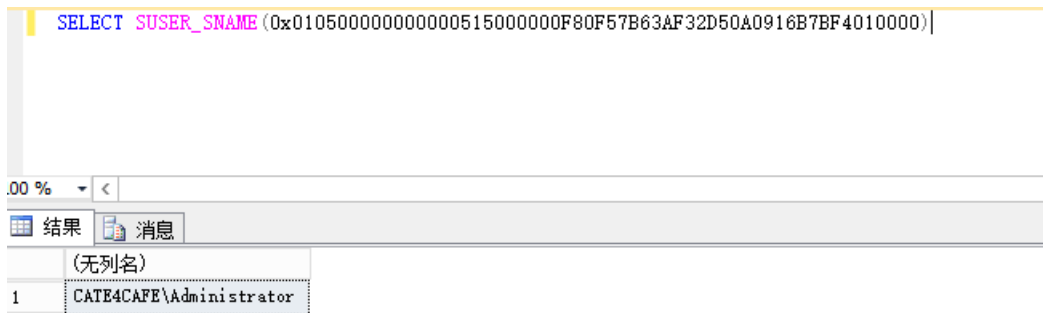 SELECT SUSER_SNAME(0x010500000000000515000000F80F57B63AF32D50A0916B7BF4010000)
.00 %
结果 消息
(无列名)
1 CATE4CAFE\Administrator